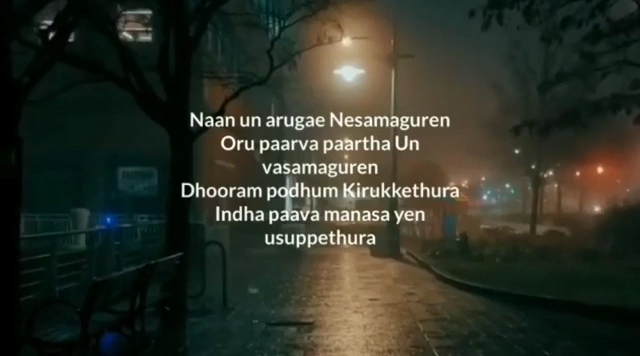 Naan un arugae Nesamaguren
Oru paarva paartha Un
vasamaguren
Dhooram podhum Kirukkethura
Indha paava manasa yen
usuppethura